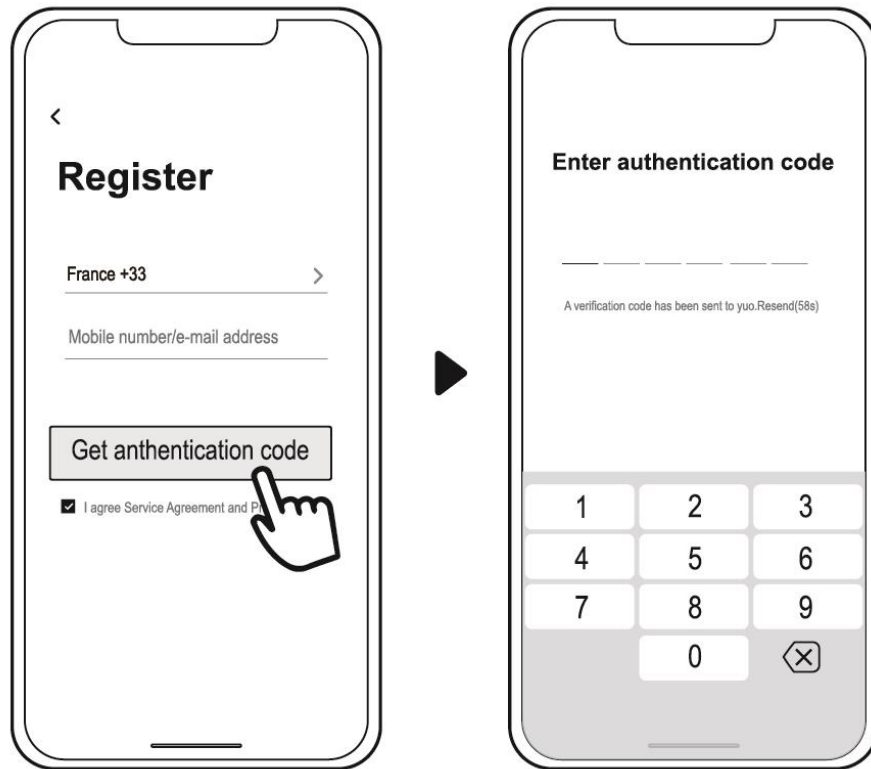 Register
France +33
Mobile number/e-mail address
Get anthentication code
I agree Service Agreement and
Enter authentication code
A verification code has been sent to yuo.Resend(58s)
1 2 3
4 5 6
7 8 9
0